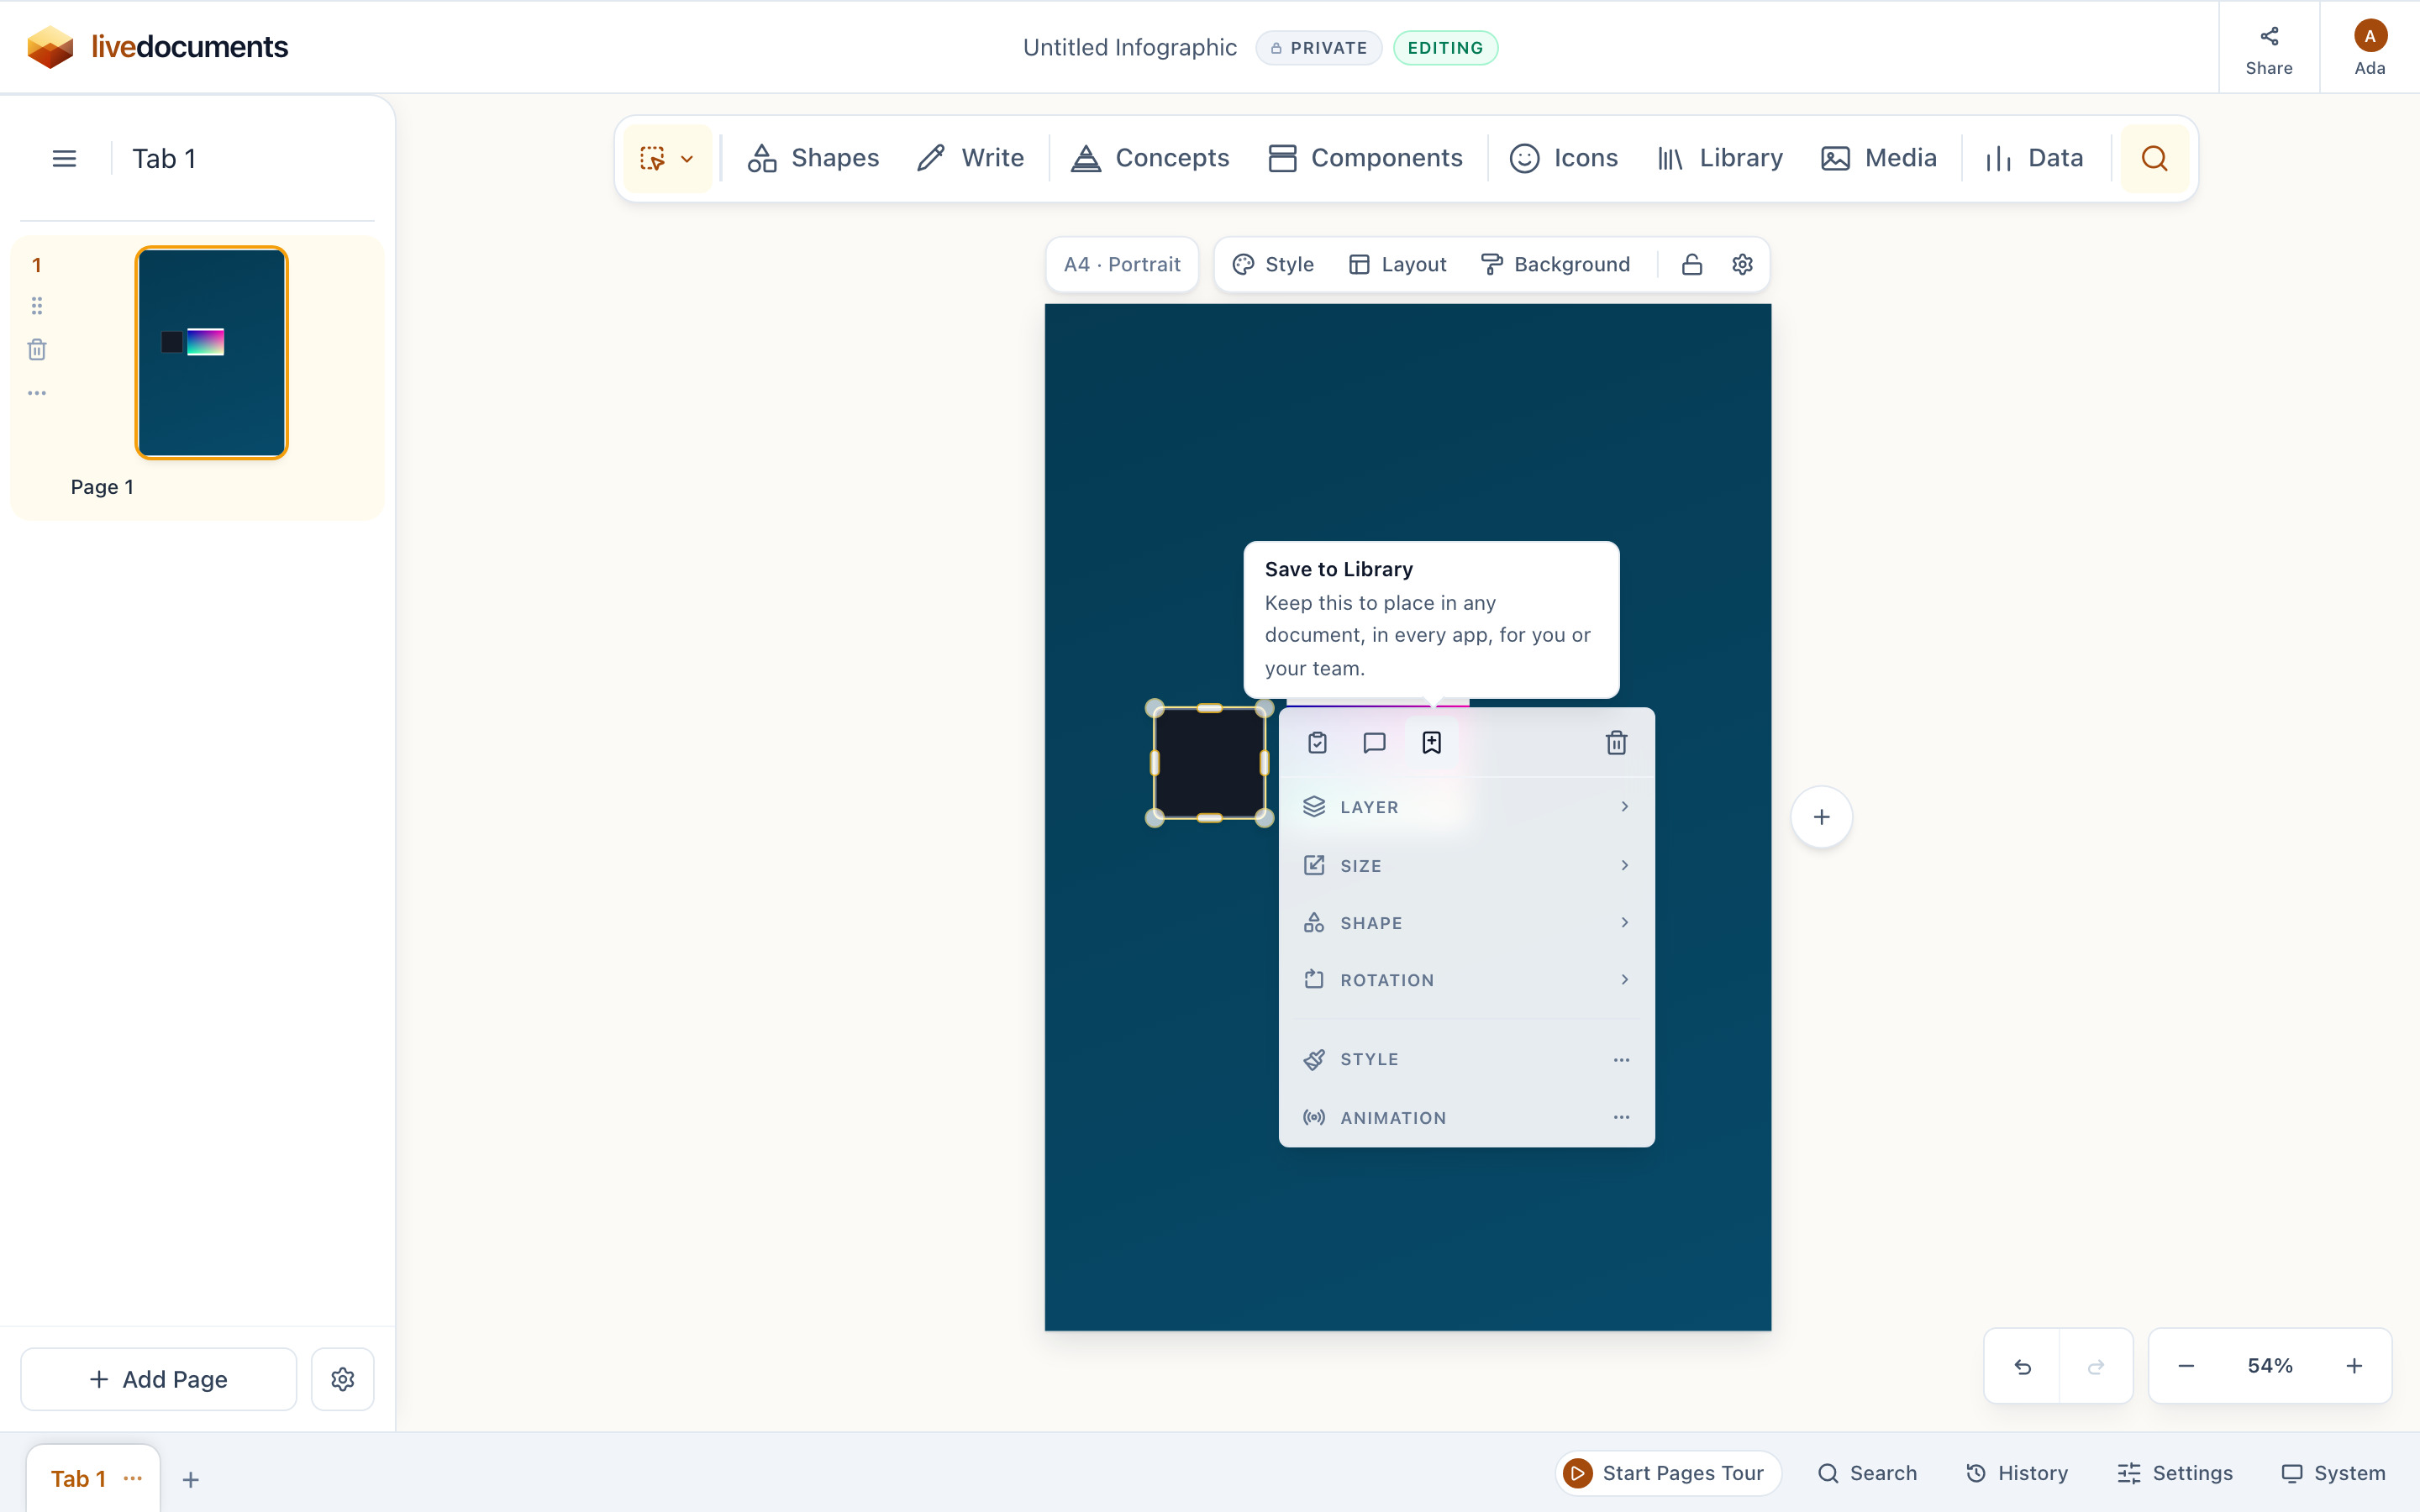 livedocuments
Untitled Infographic
PRIVATE
EDITING
Share
A
Ada
Tab 1
Shapes
Write
Concepts
Components
Icons
Library
Media
Data
1
Page 1
A4 · Portrait
Style
Layout
Background
Save to Library
Keep this to place in any
document, in every app, for you or
your team.
LAYER
SIZE
SHAPE
ROTATION
STYLE
ANIMATION
Add Page
54%
Tab 1
Start Pages Tour
Search
History
Settings
System